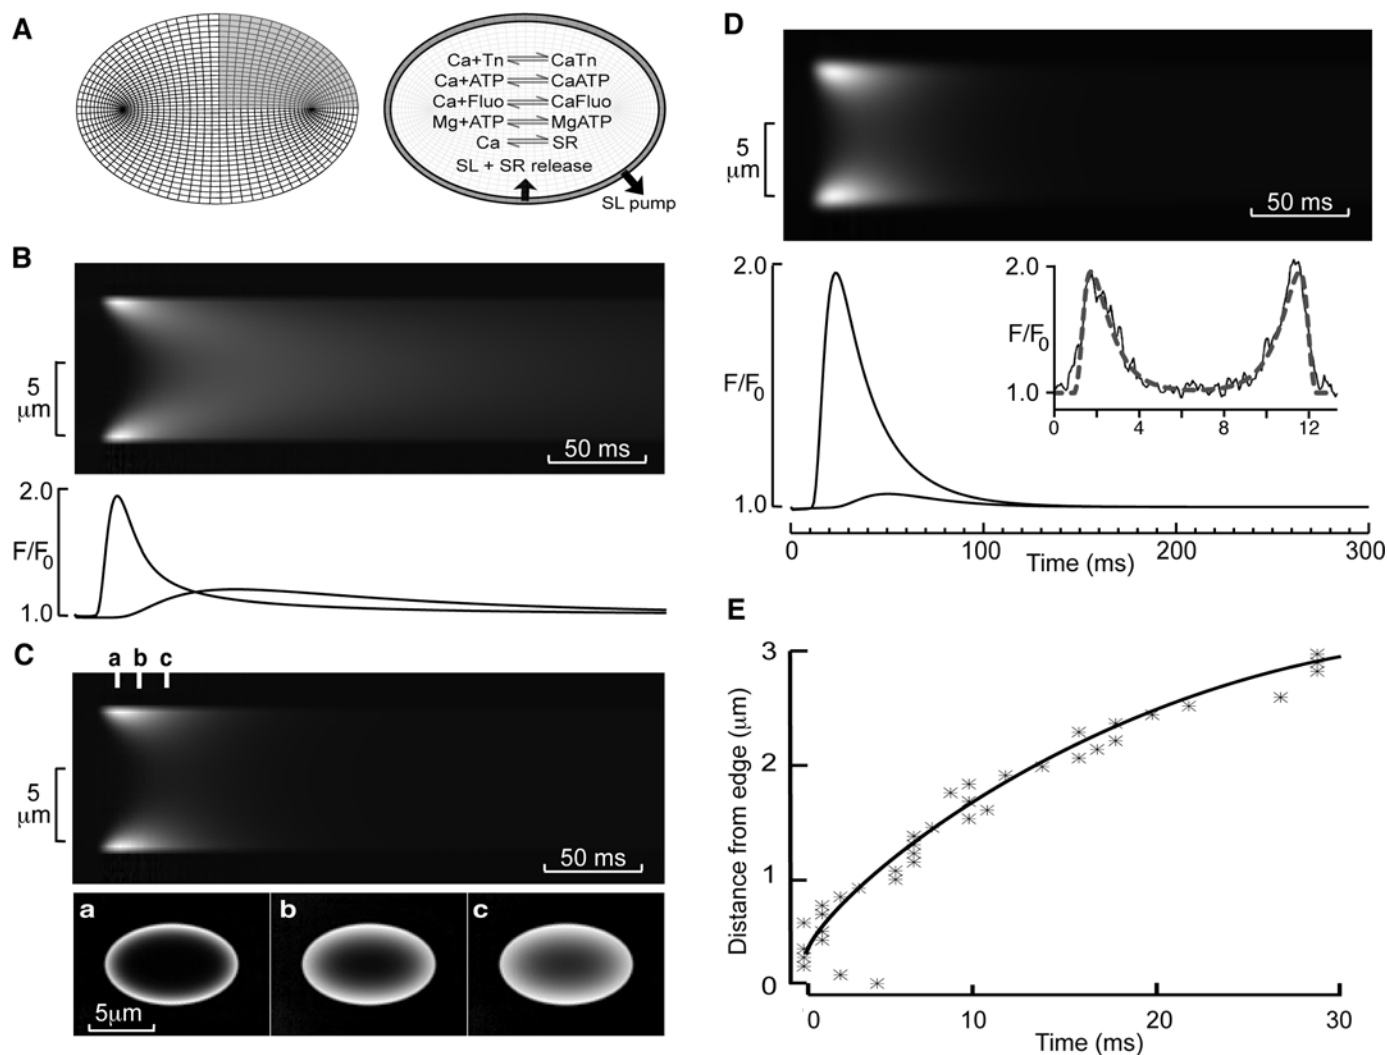 A
Ca+Tn ⇌ CaTn
Ca+ATP ⇌ CaATP
Ca+Fluo ⇌ CaFluo
Mg+ATP ⇌ MgATP
Ca ⇌ SR
SL + SR release
SL pump
B
5
μm
50 ms
2.0
F/F0
1.0
C
a b c
5
μm
50 ms
a b c
5μm
D
5
μm
50 ms
2.0
F/F0
1.0
2.0
F/F0
1.0
0 4 8 12
0 100 200 300
Time (ms)
E
3
2
1
0
Distance from edge (μm)
0 10 20 30
Time (ms)